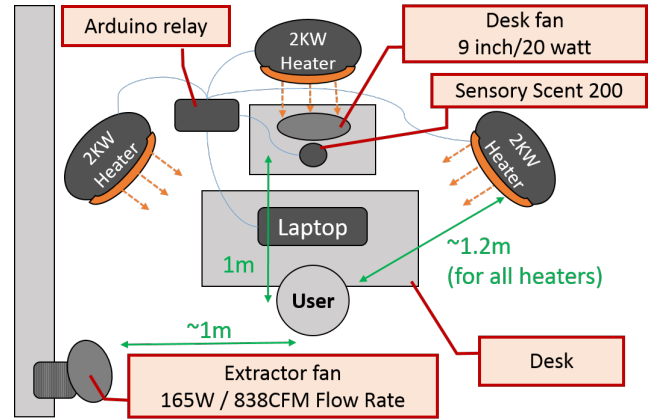 Arduino relay
2KW
Heater
Desk fan
9 inch/20 watt
Sensory Scent 200
2KW
Heater
2KW
Heater
Laptop
1m
~1.2m
(for all heaters)
User
~1m
Desk
Extractor fan
165W / 838CFM Flow Rate